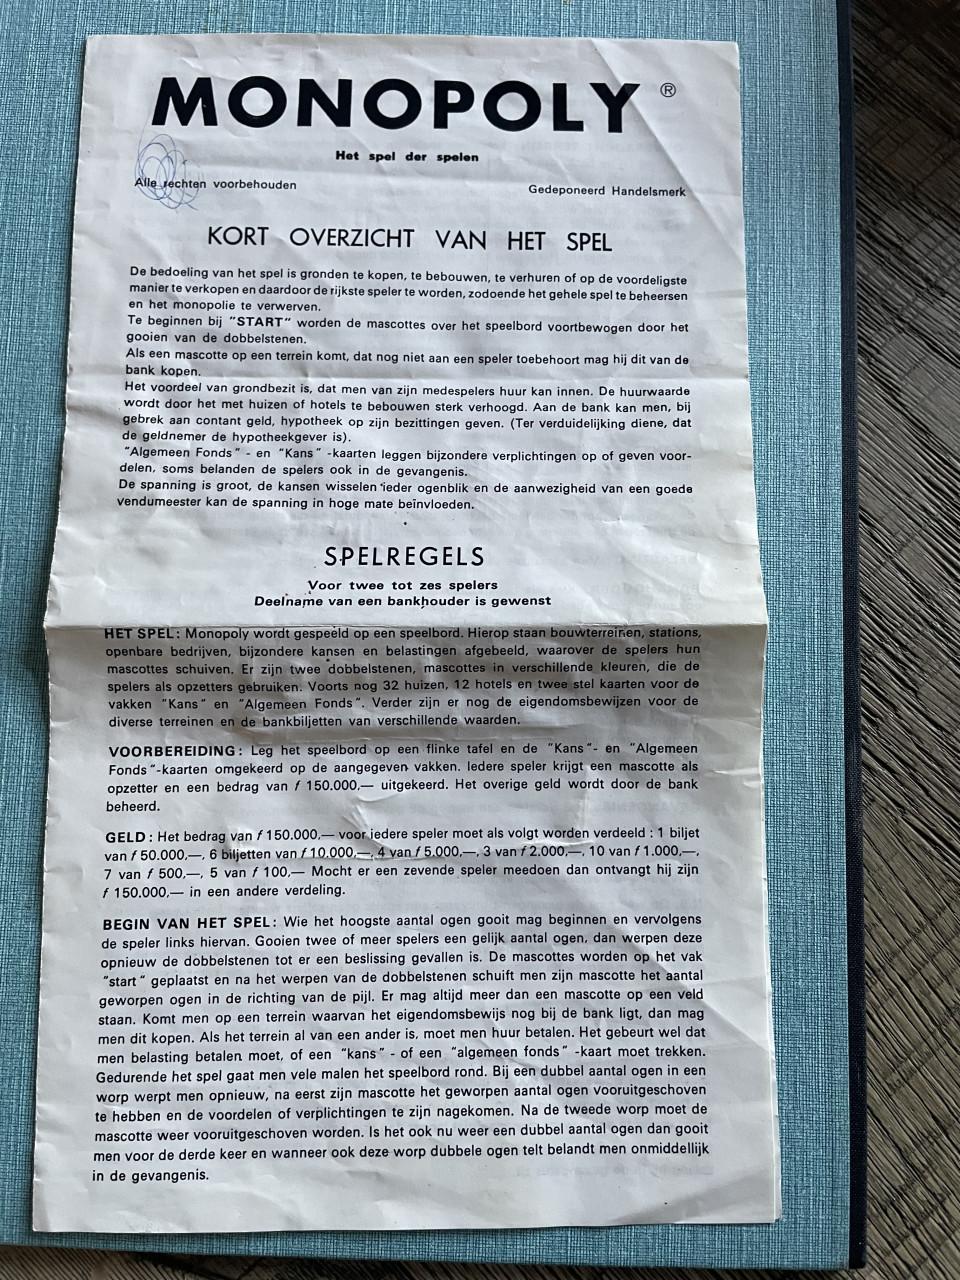 MONOPOLY ®
Het spel der spelen
Alle rechten voorbehouden Gedeponeerd Handelsmerk
KORT OVERZICHT VAN HET SPEL
De bedoeling van het spel is gronden te kopen, te bebouwen, te verhuren of op de voordeligste
manier te verkopen en daardoor de rijkste speler te worden, zodoende het gehele spel te beheersen
en het monopolie te verwerven.
Te beginnen bij "START" worden de mascottes over het speelbord voortbewogen door het
gooien van de dobbelstenen.
Als een mascotte op een terrein komt, dat nog niet aan een speler toebehoort mag hij dit van de
bank kopen.
Het voordeel van grondbezit is, dat men van zijn medespelers huur kan innen. De huurwaarde
wordt door het met huizen of hotels te bebouwen sterk verhoogd. Aan de bank kan men, bij
gebrek aan contant geld, hypotheek op zijn bezittingen geven. (Ter verduidelijking diene, dat
de geldnemer de hypotheekgever is).
"Algemeen Fonds" - en "Kans" -kaarten leggen bijzondere verplichtingen op of geven voor-
delen, soms belanden de spelers ook in de gevangenis.
De spanning is groot, de kansen wisselen ieder ogenblik en de aanwezigheid van een goede
vendumeester kan de spanning in hoge mate beïnvloeden.
SPELREGELS
Voor twee tot zes spelers
Deelname van een bankhouder is gewenst
HET SPEL: Monopoly wordt gespeeld op een speelbord. Hierop staan bouwterreinen, stations,
openbare bedrijven, bijzondere kansen en belastingen afgebeeld, waarover de spelers hun
mascottes schuiven. Er zijn twee dobbelstenen, mascottes in verschillende kleuren, die de
spelers als opzetters gebruiken. Voorts nog 32 huizen, 12 hotels en twee stel kaarten voor de
vakken "Kans" en "Algemeen Fonds". Verder zijn er nog de eigendomsbewijzen voor de
diverse terreinen en de bankbiljetten van verschillende waarden.
VOORBEREIDING: Leg het speelbord op een flinke tafel en de "Kans"- en "Algemeen
Fonds"-kaarten omgekeerd op de aangegeven vakken. Iedere speler krijgt een mascotte als
opzetter en een bedrag van f 150.000,— uitgekeerd. Het overige geld wordt door de bank
beheerd.
GELD: Het bedrag van f 150.000,— voor iedere speler moet als volgt worden verdeeld : 1 biljet
van f 50.000,—, 6 biljetten van f 10.000,—, 4 van f 5.000,—, 3 van f 2.000,—, 10 van f 1.000,—,
7 van f 500,—, 5 van f 100,— Mocht er een zevende speler meedoen dan ontvangt hij zijn
f 150.000,— in een andere verdeling.
BEGIN VAN HET SPEL: Wie het hoogste aantal ogen gooit mag beginnen en vervolgens
de speler links hiervan. Gooien twee of meer spelers een gelijk aantal ogen, dan werpen deze
opnieuw de dobbelstenen tot er een beslissing gevallen is. De mascottes worden op het vak
"start" geplaatst en na het werpen van de dobbelstenen schuift men zijn mascotte het aantal
geworpen ogen in de richting van de pijl. Er mag altijd meer dan een mascotte op een veld
staan. Komt men op een terrein waarvan het eigendomsbewijs nog bij de bank ligt, dan mag
men dit kopen. Als het terrein al van een ander is, moet men huur betalen. Het gebeurt wel dat
men belasting betalen moet, of een "kans" - of een "algemeen fonds" -kaart moet trekken.
Gedurende het spel gaat men vele malen het speelbord rond. Bij een dubbel aantal ogen in een
worp werpt men opnieuw, na eerst zijn mascotte het geworpen aantal ogen vooruitgeschoven
te hebben en de voordelen of verplichtingen te zijn nagekomen. Na de tweede worp moet de
mascotte weer vooruitgeschoven worden. Is het ook nu weer een dubbel aantal ogen dan gooit
men voor de derde keer en wanneer ook deze worp dubbele ogen telt belandt men onmiddellijk
in de gevangenis.